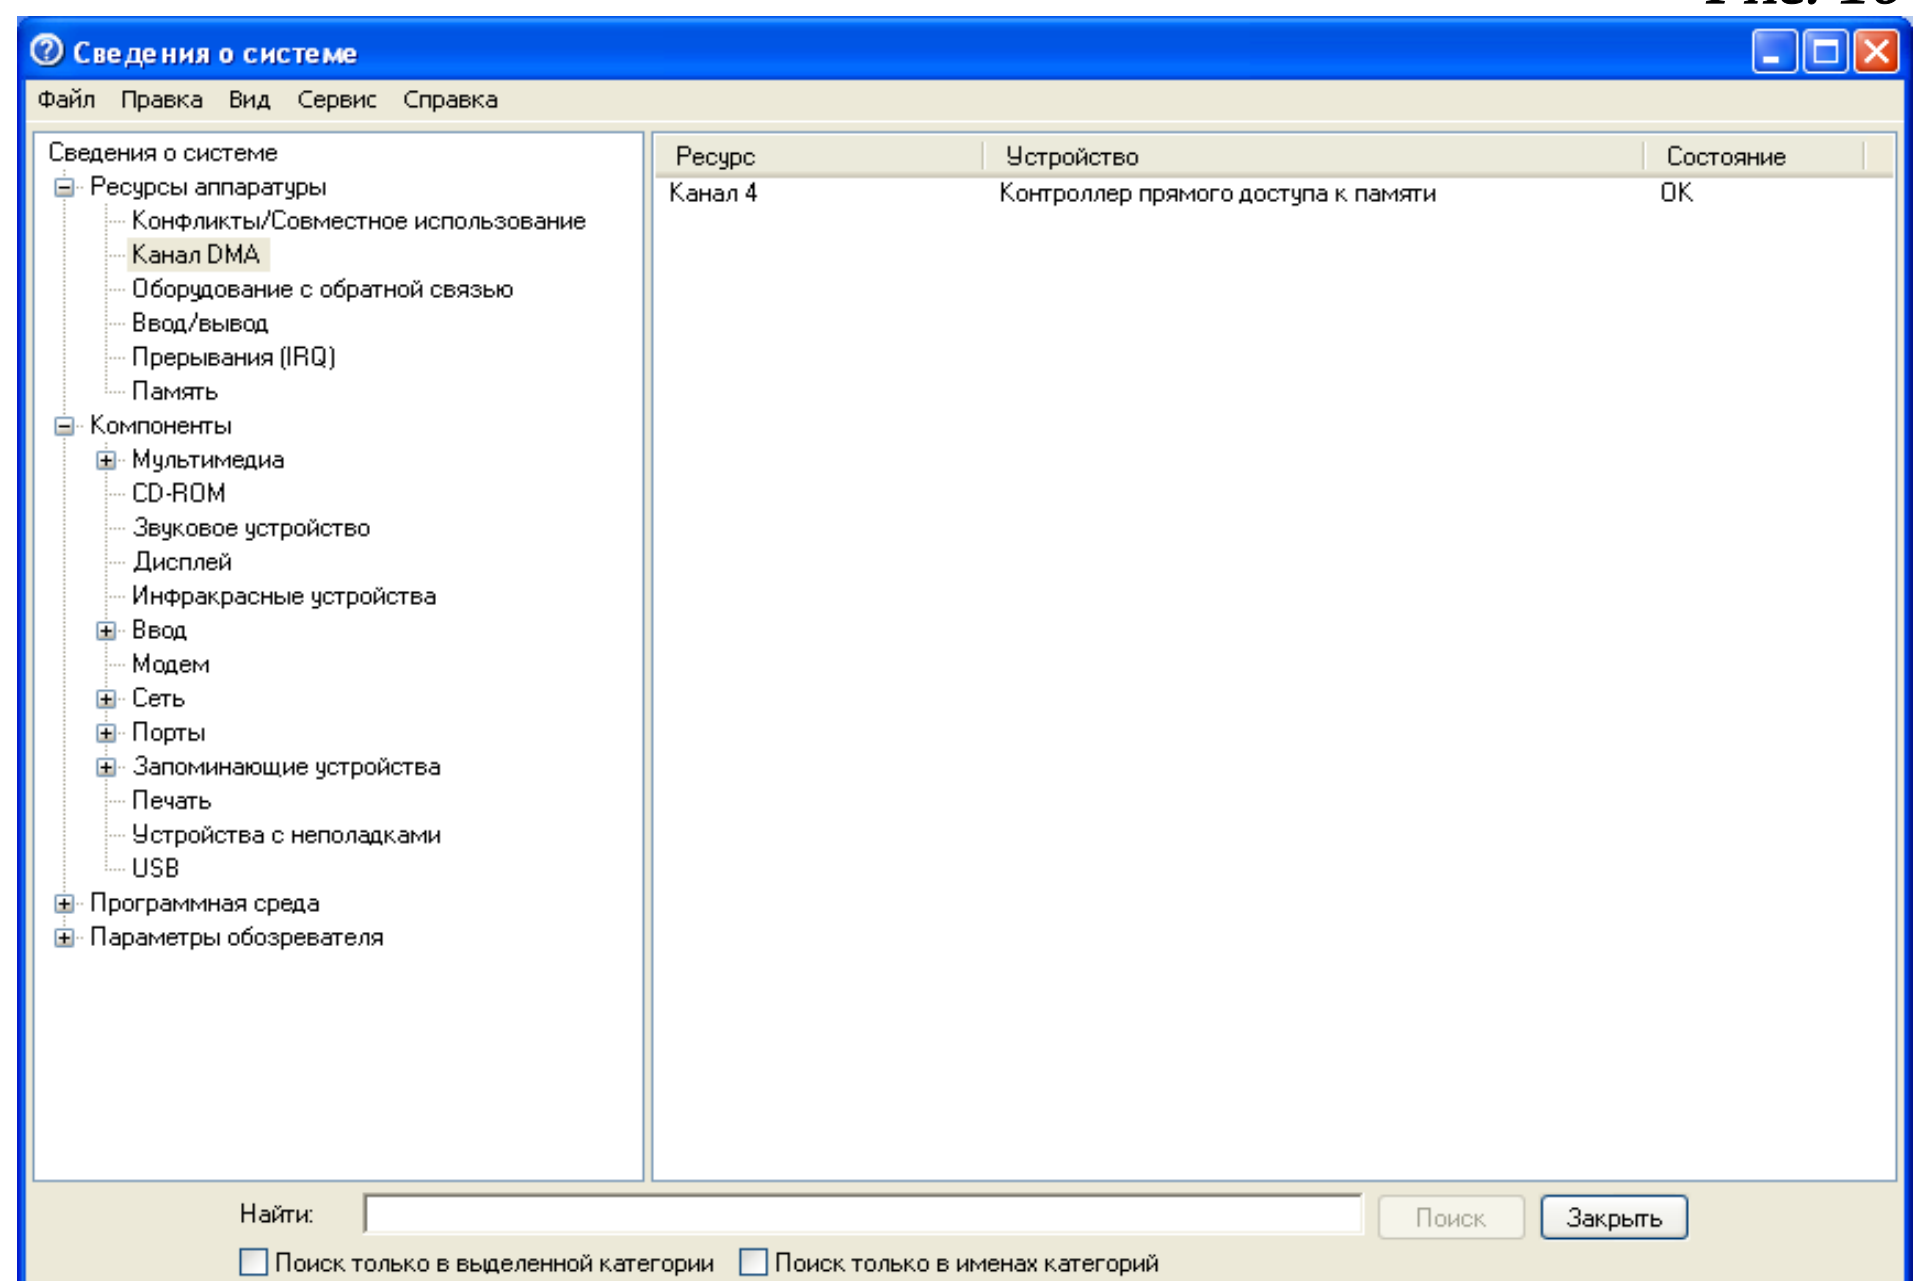 Сведения о системе
Файл Правка Вид Сервис Справка
Сведения о системе
Ресурсы аппаратуры
Конфликты/Совместное использование
Канал DMA
Оборудование с обратной связью
Ввод/вывод
Прерывания (IRQ)
Память
Компоненты
Мультимедиа
CD-ROM
Звуковое устройство
Дисплей
Инфракрасные устройства
Ввод
Модем
Сеть
Порты
Запоминающие устройства
Печать
Устройства с неполадками
USB
Программная среда
Параметры обозревателя
Ресурс Устройство Состояние
Канал 4 Контроллер прямого доступа к памяти OK
Найти: Поиск Закрыть
Поиск только в выделенной категории Поиск только в именах категорий